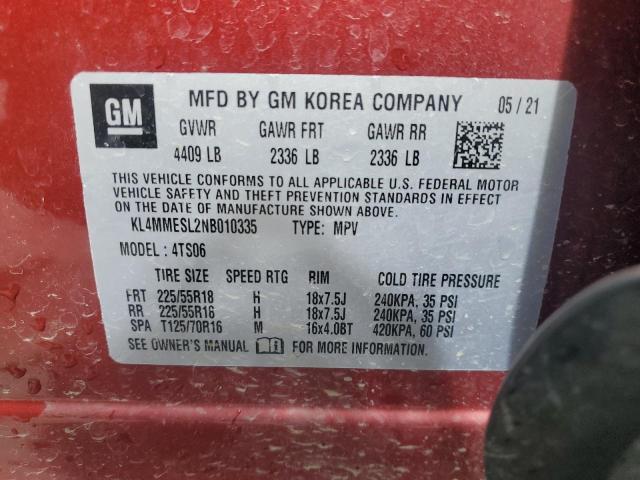 GM
MFD BY GM KOREA COMPANY 05/21
GVWR GAWR FRT GAWR RR
4409 LB 2336 LB 2336 LB
THIS VEHICLE CONFORMS TO ALL APPLICABLE U.S. FEDERAL MOTOR
VEHICLE SAFETY AND THEFT PREVENTION STANDARDS IN EFFECT
ON THE DATE OF MANUFACTURE SHOWN ABOVE.
KL4MMESL2NB010335 TYPE: MPV
MODEL: 4TS06
TIRE SIZE SPEED RTG RIM COLD TIRE PRESSURE
FRT 225/55R18 H 18x7.5J 240KPA, 35 PSI
RR 225/55R16 H 18x7.5J 240KPA, 35 PSI
SPA T125/70R16 M 16x4.0BT 420KPA, 60 PSI
SEE OWNER'S MANUAL FOR MORE INFORMATION.